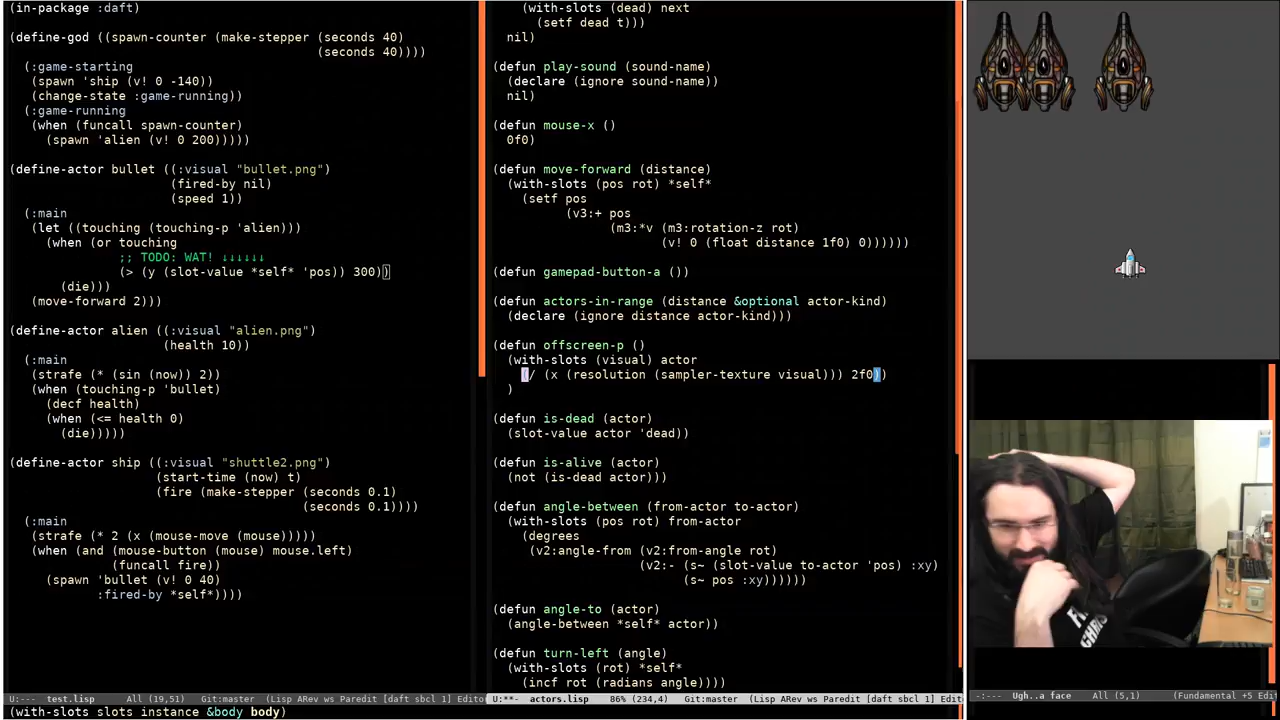 (in-package :daft)
(define-god ((spawn-counter (make-stepper (seconds 40)
(seconds 40))))
(:game-starting
(spawn 'ship (v! 0 -140))
(change-state :game-running))
(:game-running
(when (funcall spawn-counter)
(spawn 'alien (v! 0 200)))))
(define-actor bullet ((:visual "bullet.png")
(fired-by nil)
(speed 1))
(:main
(let ((touching (touching-p 'alien)))
(when (or touching
;; TODO: WAT! ↓↓↓↓↓↓
(> (y (slot-value *self* 'pos)) 300))
(die)))
(move-forward 2)))
(define-actor alien ((:visual "alien.png")
(health 10))
(:main
(strafe (* (sin (now)) 2))
(when (touching-p 'bullet)
(decf health)
(when (<= health 0)
(die)))))
(define-actor ship ((:visual "shuttle2.png")
(start-time (now) t)
(fire (make-stepper (seconds 0.1)
(seconds 0.1))))
(:main
(strafe (* 2 (x (mouse-move (mouse)))))
(when (and (mouse-button (mouse) mouse.left)
(funcall fire))
(spawn 'bullet (v! 0 40)
:fired-by *self*))))
U:--- test.lisp All (19,51) Git:master (Lisp ARev ws Paredit [daft sbcl 1] Editor
(with-slots (dead) next
(setf dead t)))
nil)
(defun play-sound (sound-name)
(declare (ignore sound-name))
nil)
(defun mouse-x ()
0f0)
(defun move-forward (distance)
(with-slots (pos rot) *self*
(setf pos
(v3:+ pos
(m3:*v (m3:rotation-z rot)
(v! 0 (float distance 1f0) 0))))))
(defun gamepad-button-a ())
(defun actors-in-range (distance &optional actor-kind)
(declare (ignore distance actor-kind)))
(defun offscreen-p ()
(with-slots (visual) actor
(/ (x (resolution (sampler-texture visual))) 2f0))
)
(defun is-dead (actor)
(slot-value actor 'dead))
(defun is-alive (actor)
(not (is-dead actor)))
(defun angle-between (from-actor to-actor)
(with-slots (pos rot) from-actor
(degrees
(v2:angle-from (v2:from-angle rot)
(v2:- (s~ (slot-value to-actor 'pos) :xy)
(s~ pos :xy))))))
(defun angle-to (actor)
(angle-between *self* actor))
(defun turn-left (angle)
(with-slots (rot) *self*
(incf rot (radians angle))))
U:**- actors.lisp 86% (234,4) Git:master (Lisp ARev ws Paredit [daft sbcl 1] Edito
-:--- Ugh..a face All (5,1) (Fundamental +5 Edit
(with-slots slots instance &body body)